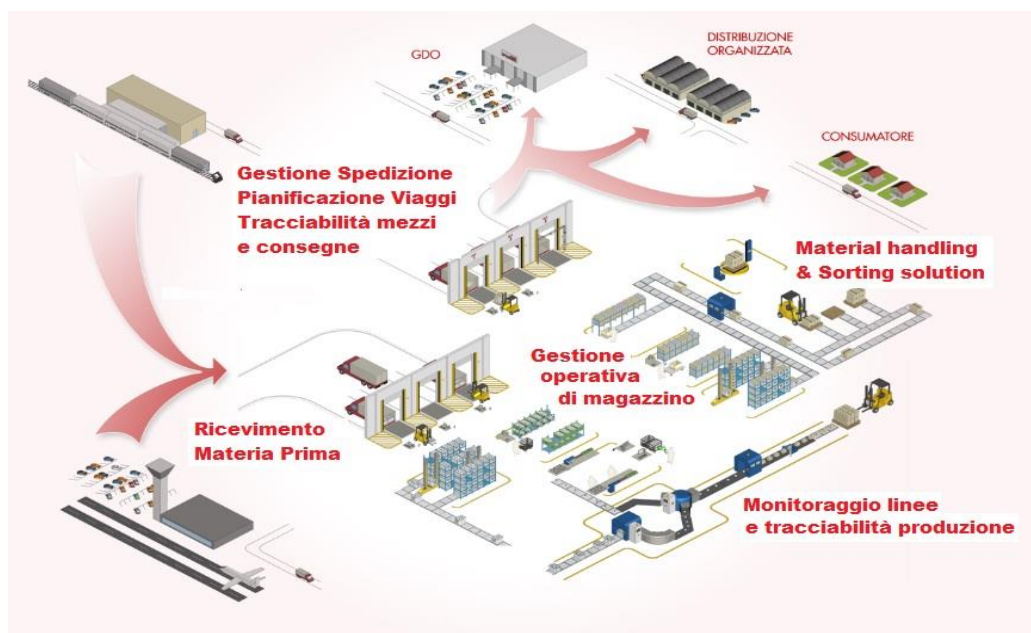 GDO
DISTRIBUZIONE
ORGANIZZATA
CONSUMATORE
Gestione Spedizione
Pianificazione Viaggi
Tracciabilità mezzi
e consegne
Material handling
& Sorting solution
Gestione
operativa
di magazzino
Ricevimento
Materia Prima
Monitoraggio linee
e tracciabilità produzione